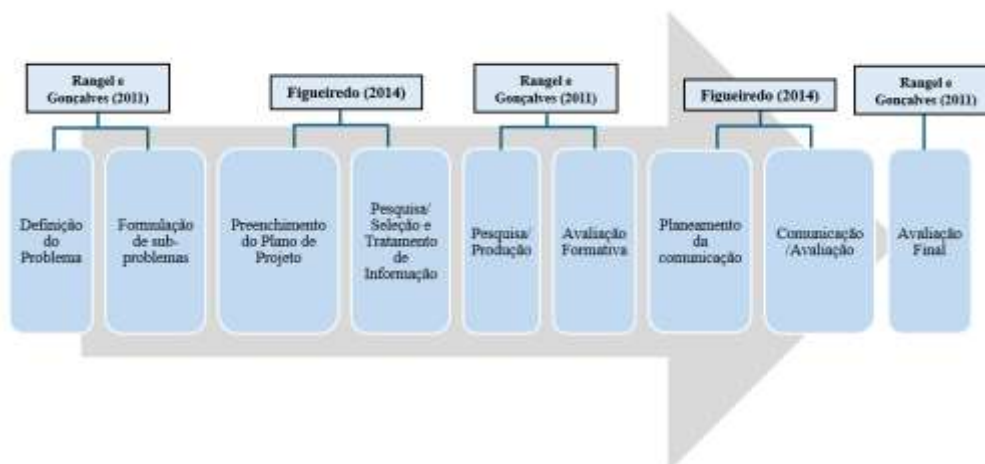 Rangel e
Gonçalves (2011)
Figueiredo (2014)
Rangel e
Gonçalves (2011)
Figueiredo (2014)
Rangel e
Gonçalves (2011)
Definição
do
Problema
Formulação
de sub-
problemas
Preenchimento
do Plano de
Projeto
Pesquisa/
Seleção e
Tratamento
de
Informação
Pesquisa/
Produção
Avaliação
Formativa
Planeamento
da
comunicação
Comunicação
/Avaliação
Avaliação
Final